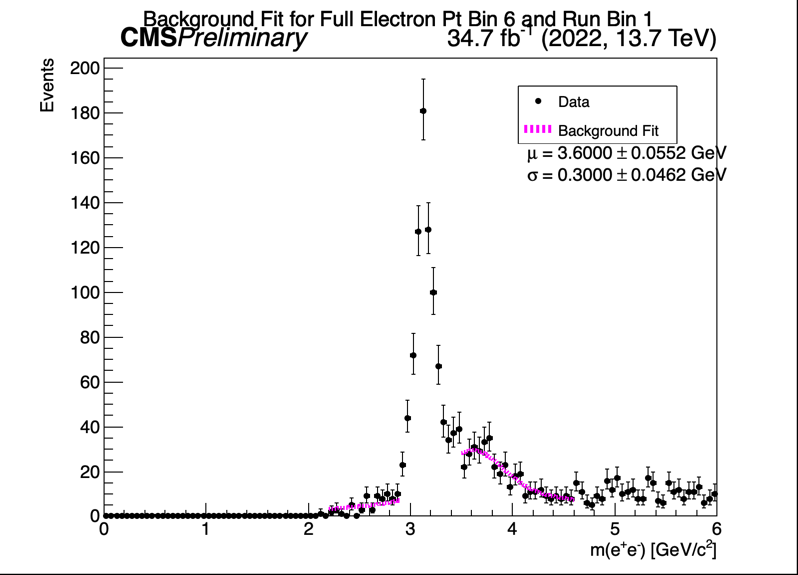 Background Fit for Full Electron Pt Bin 6 and Run Bin 1
CMS Preliminary 34.7 fb⁻¹ (2022, 13.7 TeV)
Events
200
180
160
140
120
100
80
60
40
20
0
Data
Background Fit
μ = 3.6000 ± 0.0552 GeV
σ = 0.3000 ± 0.0462 GeV
0 1 2 3 4 5 6
m(e⁺e⁻) [GeV/c²]